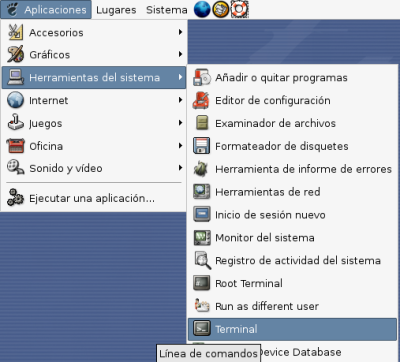 Aplicaciones Lugares Sistema
Accesorios
Gráficos
Herramientas del sistema
Internet
Juegos
Oficina
Sonido y vídeo
Ejecutar una aplicación...
Añadir o quitar programas
Editor de configuración
Examinador de archivos
Formateador de disquetes
Herramienta de informe de errores
Herramientas de red
Inicio de sesión nuevo
Monitor del sistema
Registro de actividad del sistema
Root Terminal
Run as different user
Terminal
Device Database
Línea de comandos